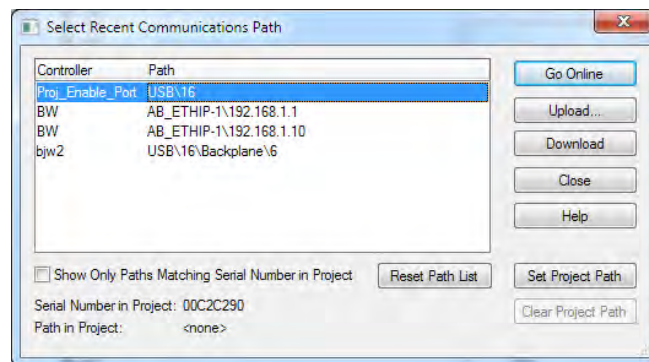 Select Recent Communications Path
Controller Path
Proj_Enable_Port USB\16
BW AB_ETHIP-1\192.168.1.1
BW AB_ETHIP-1\192.168.1.10
bjw2 USB\16\Backplane\6
Go Online
Upload...
Download
Close
Help
Show Only Paths Matching Serial Number in Project
Reset Path List
Set Project Path
Serial Number in Project: 00C2C290
Clear Project Path
Path in Project: <none>